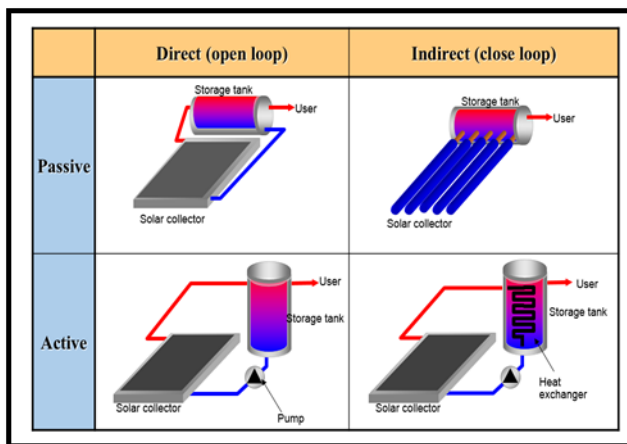 Direct (open loop)
Indirect (close loop)
Passive
Storage tank
User
Solar collector
Storage tank
User
Solar collector
Active
User
Storage tank
Solar collector
Pump
User
Storage tank
Solar collector
Heat
exchanger